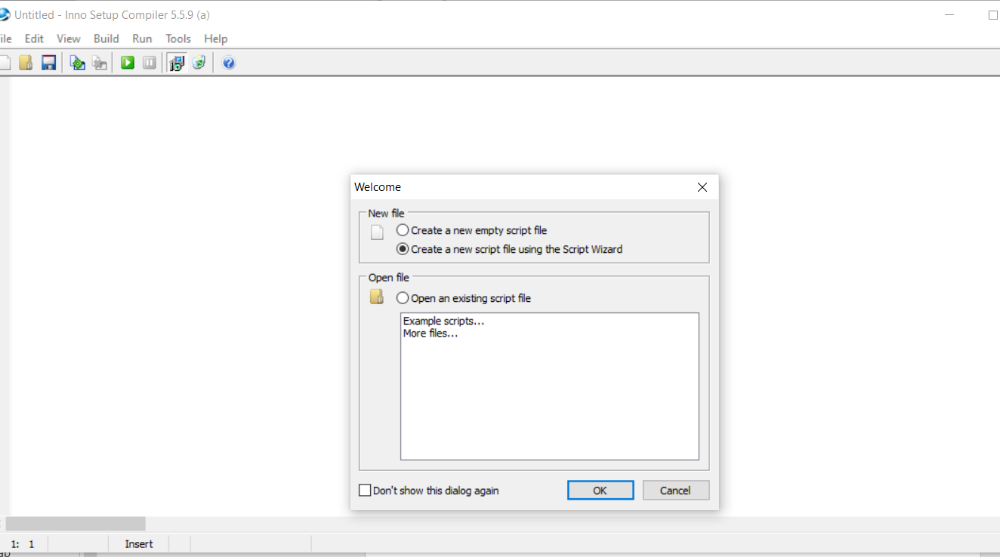 Untitled - Inno Setup Compiler 5.5.9 (a)
ile Edit View Build Run Tools Help
Welcome
New file
Create a new empty script file
Create a new script file using the Script Wizard
Open file
Open an existing script file
Example scripts...
More files...
Don't show this dialog again
OK Cancel
1: 1 Insert